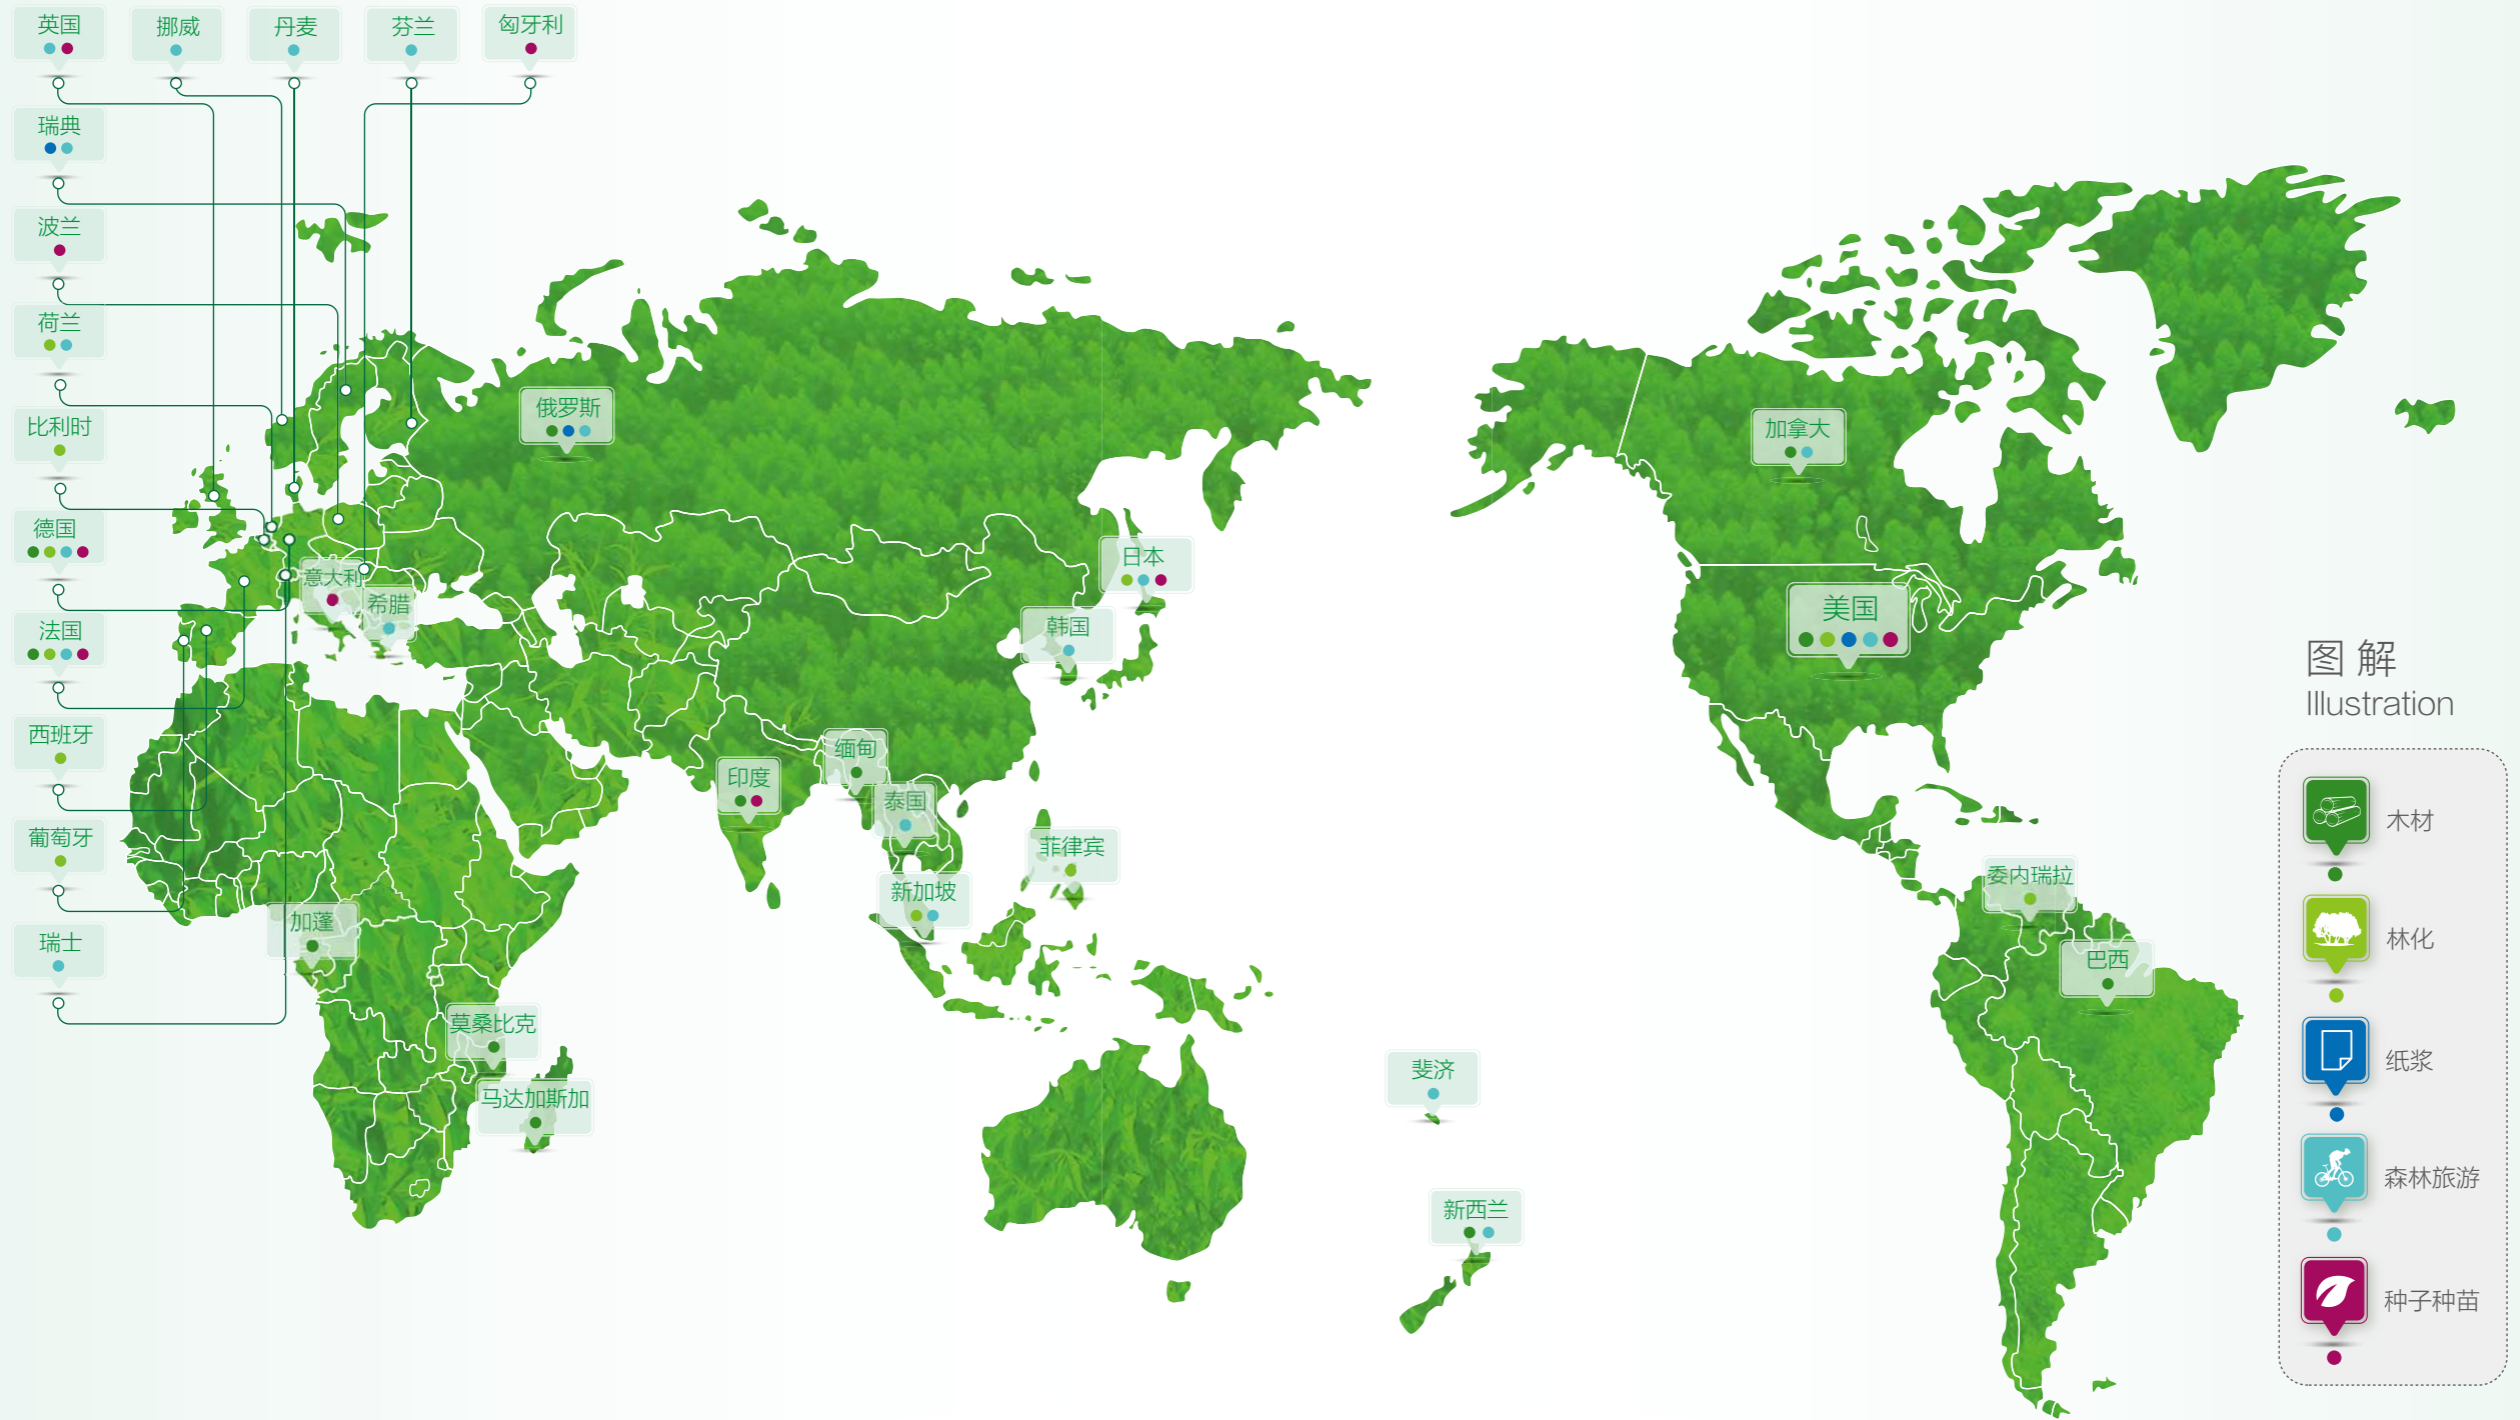 英国
挪威
丹麦
芬兰
匈牙利
瑞典
波兰
荷兰
比利时
德国
法国
西班牙
葡萄牙
瑞士
意大利
希腊
俄罗斯
日本
韩国
缅甸
印度
泰国
菲律宾
新加坡
加蓬
莫桑比克
马达加斯加
斐济
新西兰
加拿大
美国
委内瑞拉
巴西
图 解
Illustration
木材
林化
纸浆
森林旅游
种子种苗